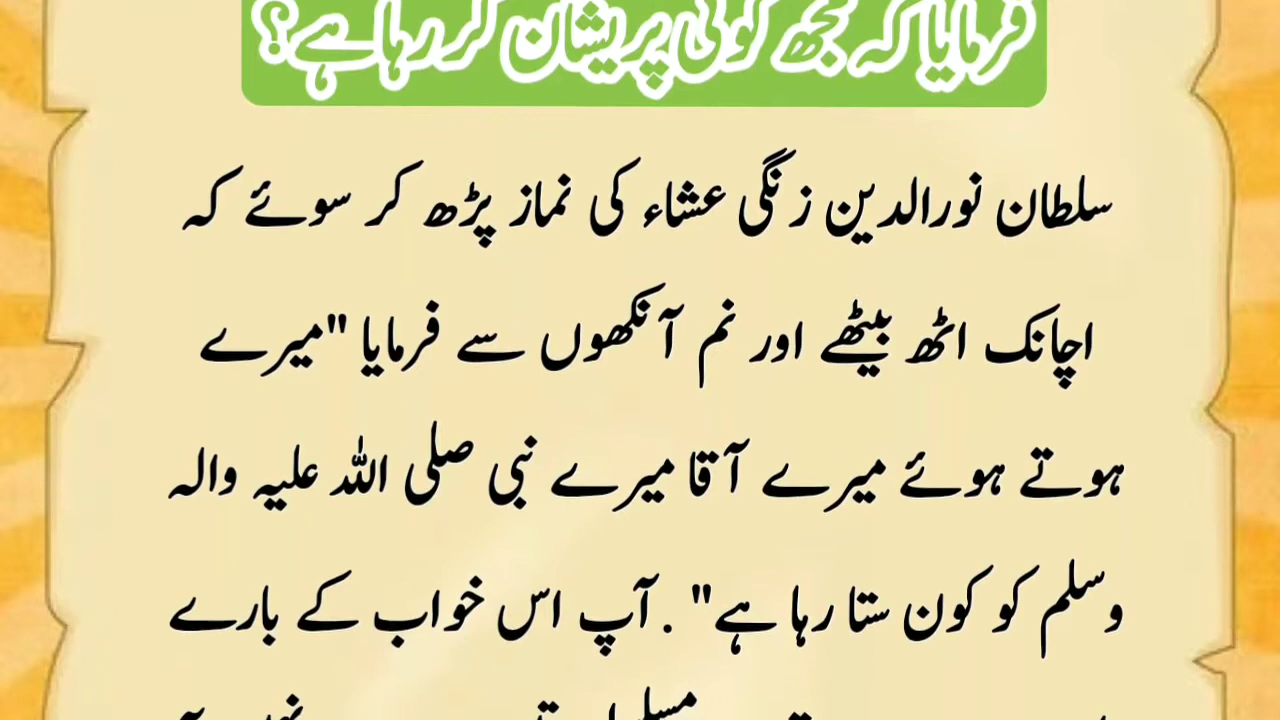 فرمایا کہ مجھ کوئی پریشان کر رہا ہے؟
سلطان نورالدین زنگی عشاء کی نماز پڑھ کر سوئے کہ
اچانک اٹھ بیٹھے اور نم آنکھوں سے فرمایا "میرے
ہوتے ہوئے میرے آقا میرے نبی صلی اللہ علیہ والہ
وسلم کو کون ستا رہا ہے" .آپ اس خواب کے بارے